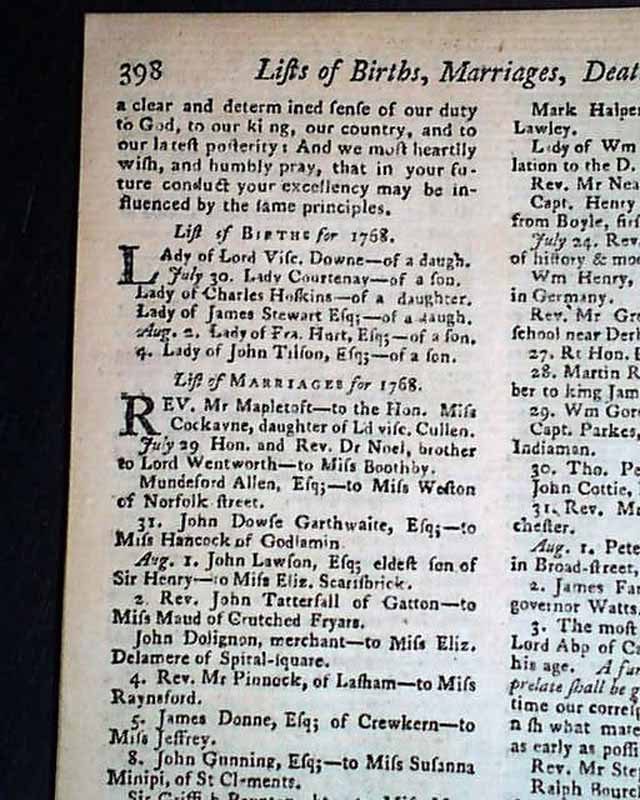 398 Liſts of Births, Marriages, Deat
a clear and determ ined ſenſe of our duty
to God, to our ki ng, our country, and to
our lateſt poſterity: And we moſt heartily
wiſh, and humbly pray, that in your fu-
ture conduct your excellency may be in-
fluenced by the ſame principles.
Liſt of BIRTHS for 1768.
LAdy of Lord Viſc. Downe—of a daugh.
July 30. Lady Courtenay—of a ſon.
Lady of Charles Hoſkins—of a daughter.
Lady of James Stewart Eſq;—of a daugh.
Aug. 2. Lady of Fra. Hurt, Eſq;—of a ſon.
4. Lady of John Tilſon, Eſq;—of a ſon.
Liſt of MARRIAGES for 1768.
REV. Mr Mapletoft—to the Hon. Miſs
Cockayne, daughter of Ld viſc. Cullen.
July 29 Hon. and Rev. Dr Noel, brother
to Lord Wentworth—to Miſs Boothby.
Mundeford Allen, Eſq;—to Miſs Weſton
of Norfolk ſtreet.
31. John Dowſe Garthwaite, Eſq;—to
Miſs Hancock of Godlamin.
Aug. 1. John Lawſon, Eſq; eldeſt ſon of
Sir Henry—to Miſs Eliz. Scariſbrick.
2. Rev. John Tatterſall of Gatton—to
Miſs Maud of Crutched Fryars.
John Dolignon, merchant—to Miſs Eliz.
Delamere of Spiral-ſquare.
4. Rev. Mr Pinnock, of Laſham—to Miſs
Raynsford.
5. James Donne, Eſq; of Crewkern—to
Miſs Jeffrey.
8. John Gunning, Eſq;—to Miſs Suſanna
Minipi, of St Clements.
Sir Griffith
Mark Halpe
Lawley.
Lady of Wm
lation to the D.
Rev. Mr Nea
Capt. Henry
from Boyle, firſ
July 24. Rev.
of hiſtory & mo
Wm Henry,
in Germany.
Rev. Mr Gre
ſchool near Derb
27. Rt Hon. L
28. Martin R
ber to king Jam
29. Wm Gor
Capt. Parkes,
Indiaman.
30. Tho. Pe
John Cottie,
31. Rev. Mr
cheſter.
Aug. 1. Pete
in Broad-ſtreet,
2. James Far
governor Watts.
3. The moſt
Lord Abp of Ca
his age. A far
prelate ſhall be g
time our correſp
n ſh what mate
as early as poſſi
Rev. Mr Ste
Ralph Bourc